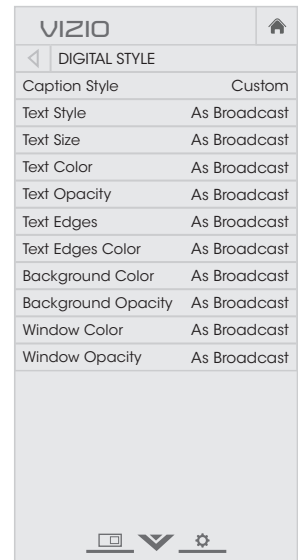 VIZIO
DIGITAL STYLE
Caption Style Custom
Text Style As Broadcast
Text Size As Broadcast
Text Color As Broadcast
Text Opacity As Broadcast
Text Edges As Broadcast
Text Edges Color As Broadcast
Background Color As Broadcast
Background Opacity As Broadcast
Window Color As Broadcast
Window Opacity As Broadcast